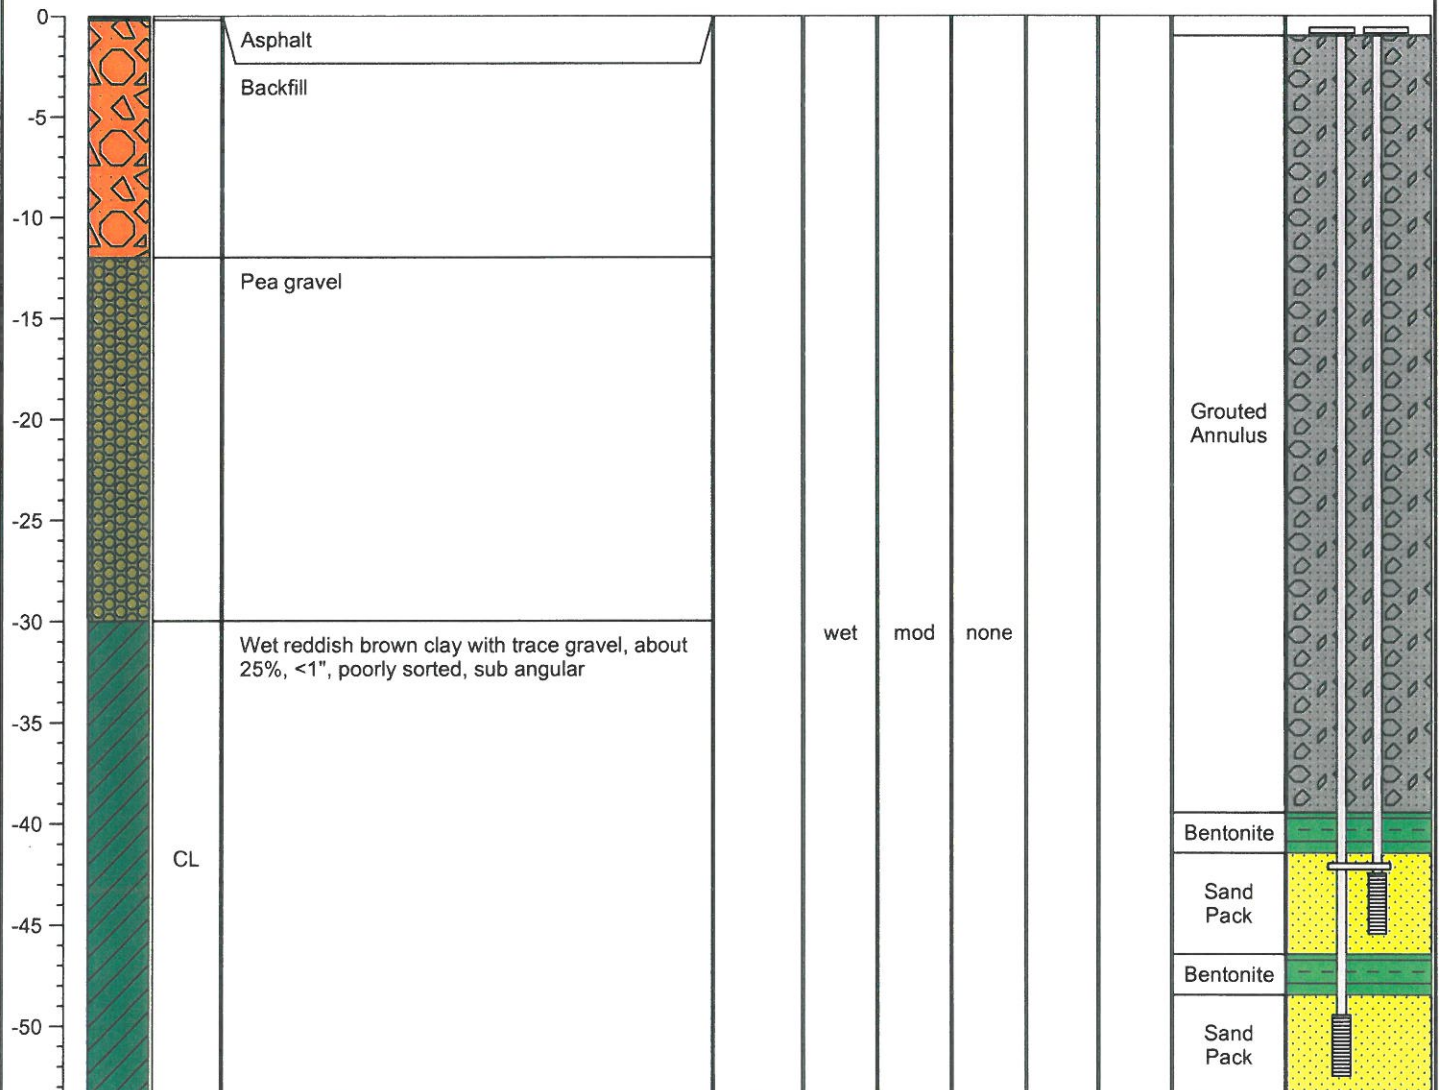 0
Asphalt
Backfill
-5
-10
Pea gravel
-15
-20
Grouted
Annulus
-25
-30
Wet reddish brown clay with trace gravel, about
25%, <1", poorly sorted, sub angular
wet
mod
none
-35
-40
Bentonite
CL
Sand
Pack
-45
Bentonite
-50
Sand
Pack